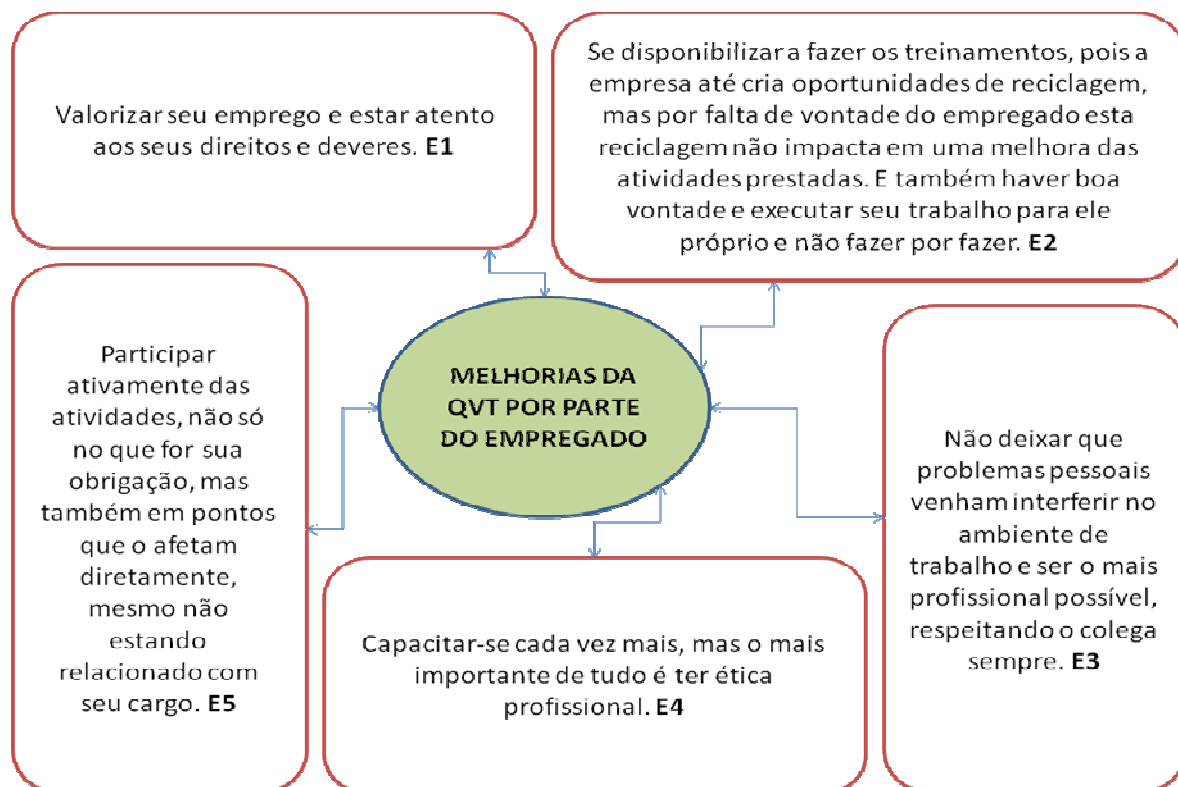 Valorizar seu emprego e estar atento
aos seus direitos e deveres. E1
Se disponibilizar a fazer os treinamentos, pois a
empresa até cria oportunidades de reciclagem,
mas por falta de vontade do empregado esta
reciclagem não impacta em uma melhora das
atividades prestadas. E também haver boa
vontade e executar seu trabalho para ele
próprio e não fazer por fazer. E2
MELHORIAS DA
QVT POR PARTE
DO EMPREGADO
Participar
ativamente das
atividades, não só
no que for sua
obrigação, mas
também em pontos
que o afetam
diretamente,
mesmo não
estando
relacionado com
seu cargo. E5
Não deixar que
problemas pessoais
venham interferir no
ambiente de
trabalho e ser o mais
profissional possível,
respeitando o colega
sempre. E3
Capacitar-se cada vez mais, mas o mais
importante de tudo é ter ética
profissional. E4